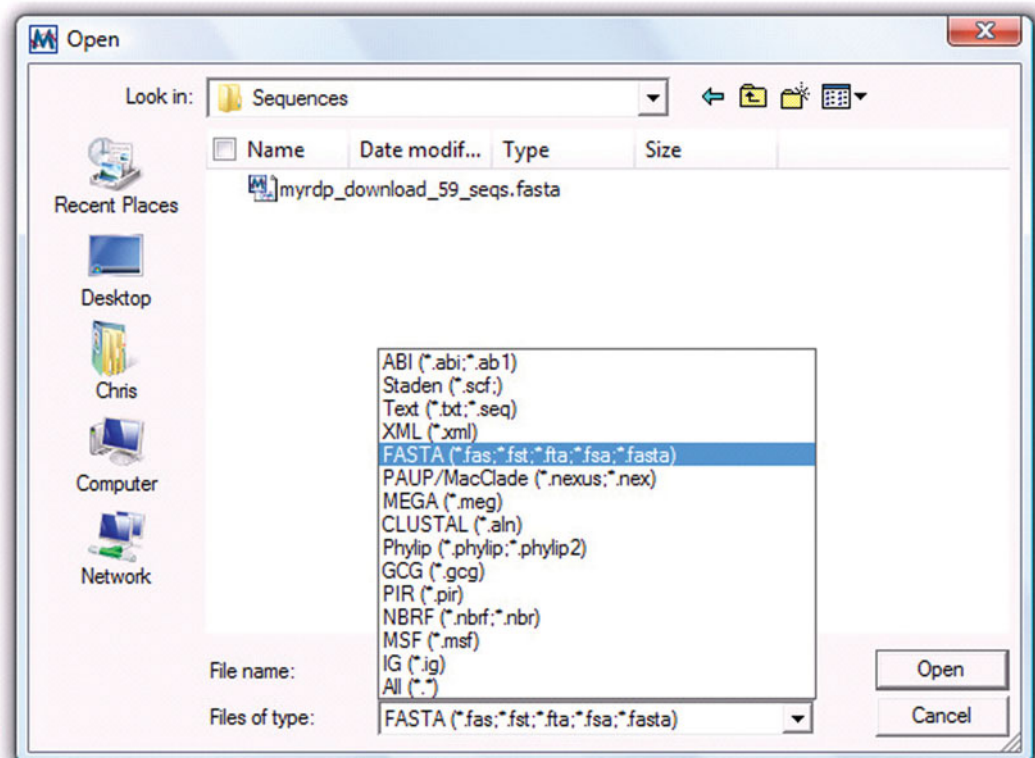 Open
Look in: Sequences
Name Date modif... Type Size
myrdp_download_59_seqs.fasta
Recent Places
Desktop
Chris
Computer
Network
ABI (*.abi;*.ab1)
Staden (*.scf;)
Text (*.txt;*.seq)
XML (*.xml)
FASTA (*.fas;*.fst;*.fta;*.fsa;*.fasta)
PAUP/MacClade (*.nexus;*.nex)
MEGA (*.meg)
CLUSTAL (*.aln)
Phylip (*.phylip;*.phylip2)
GCG (*.gcg)
PIR (*.pir)
NBRF (*.nbrf;*.nbr)
MSF (*.msf)
IG (*.ig)
All (*.*)
File name:
Open
Files of type: FASTA (*.fas;*.fst;*.fta;*.fsa;*.fasta)
Cancel